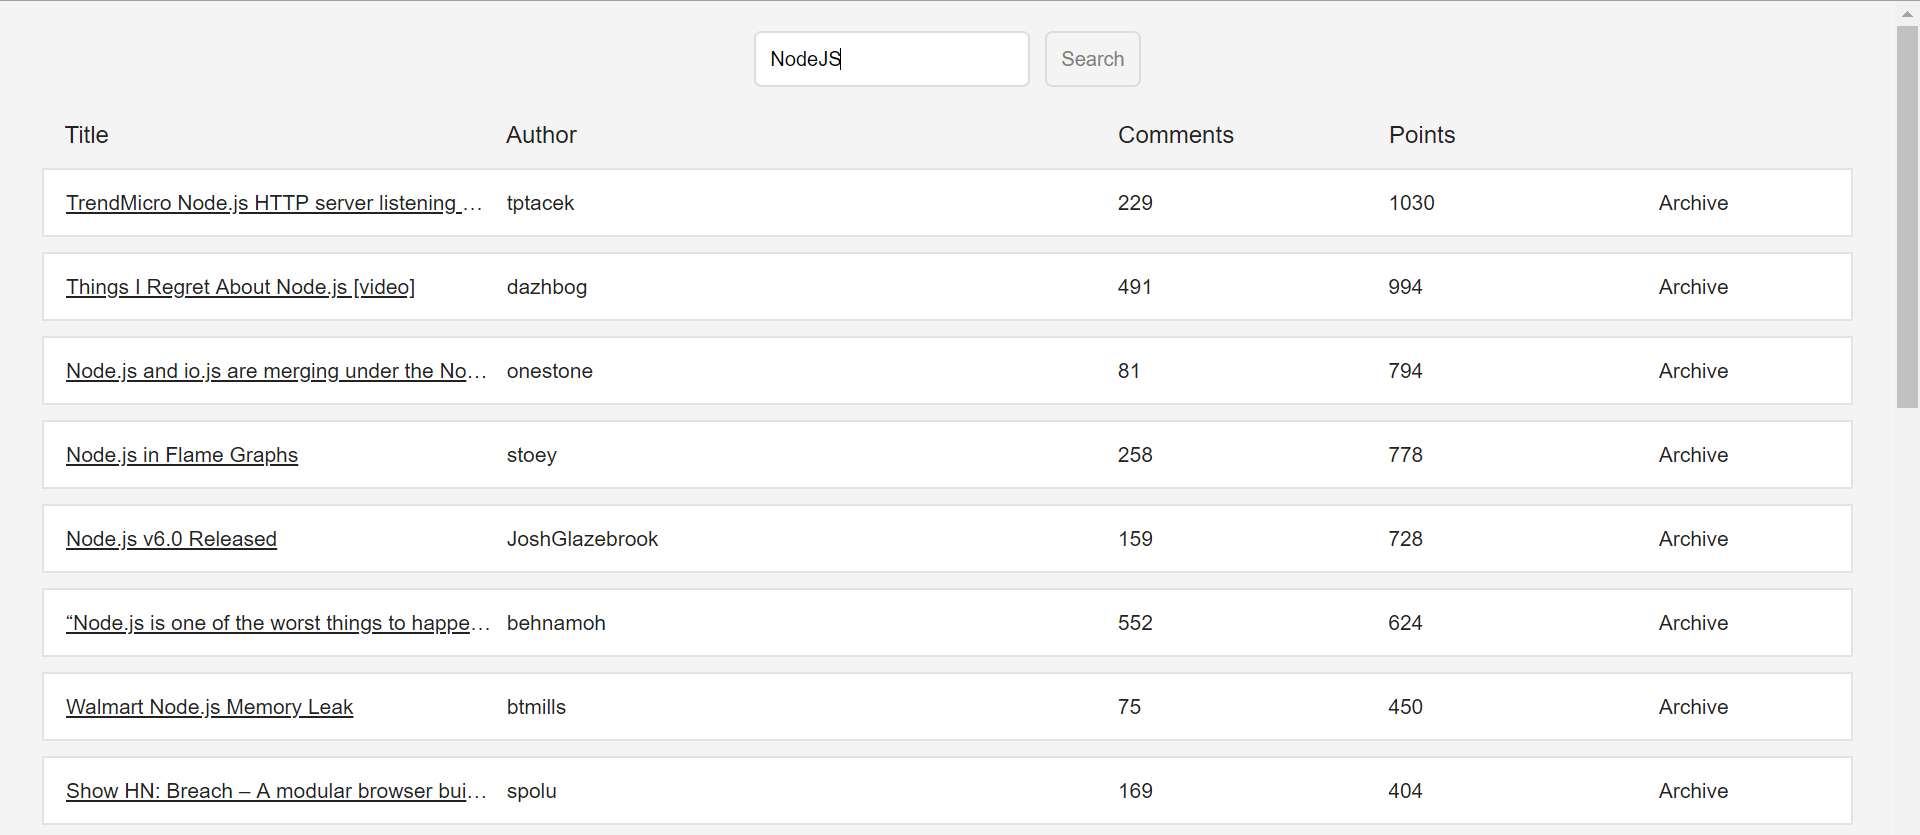 NodeJS Search
Title Author Comments Points
TrendMicro Node.js HTTP server listening … tptacek 229 1030 Archive
Things I Regret About Node.js [video] dazhbog 491 994 Archive
Node.js and io.js are merging under the No… onestone 81 794 Archive
Node.js in Flame Graphs stoey 258 778 Archive
Node.js v6.0 Released JoshGlazebrook 159 728 Archive
“Node.js is one of the worst things to happe… behnamoh 552 624 Archive
Walmart Node.js Memory Leak btmills 75 450 Archive
Show HN: Breach – A modular browser bui… spolu 169 404 Archive